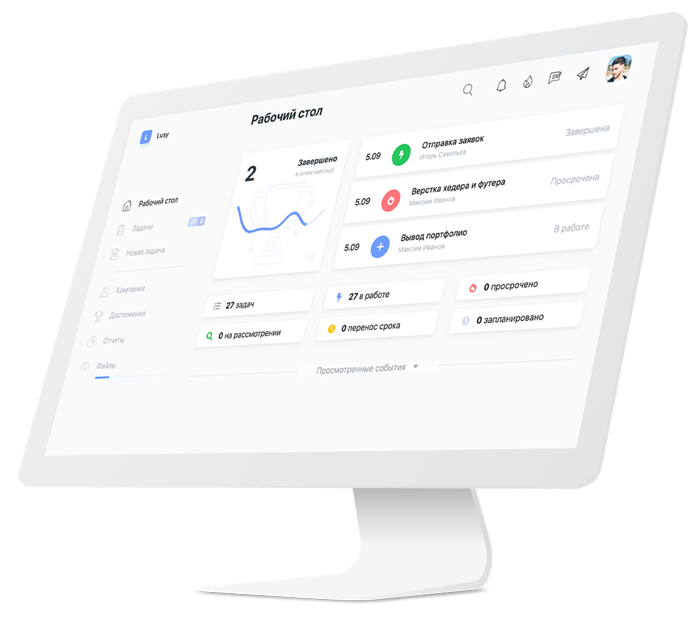 L
Lusy
Рабочий стол
Рабочий стол
Задачи
27
Новая задача
Компания
Достижения
Отчеты
Файлы
2
Завершено
в этом месяце
5.09
Отправка заявок
Игорь Савельев
Завершена
5.09
Верстка хедера и футера
Максим Иванов
Просрочена
5.09
Вывод портфолио
Максим Иванов
В работе
27 задач
27 в работе
0 просрочено
0 на рассмотрении
0 перенос срока
0 запланировано
Просмотренные события